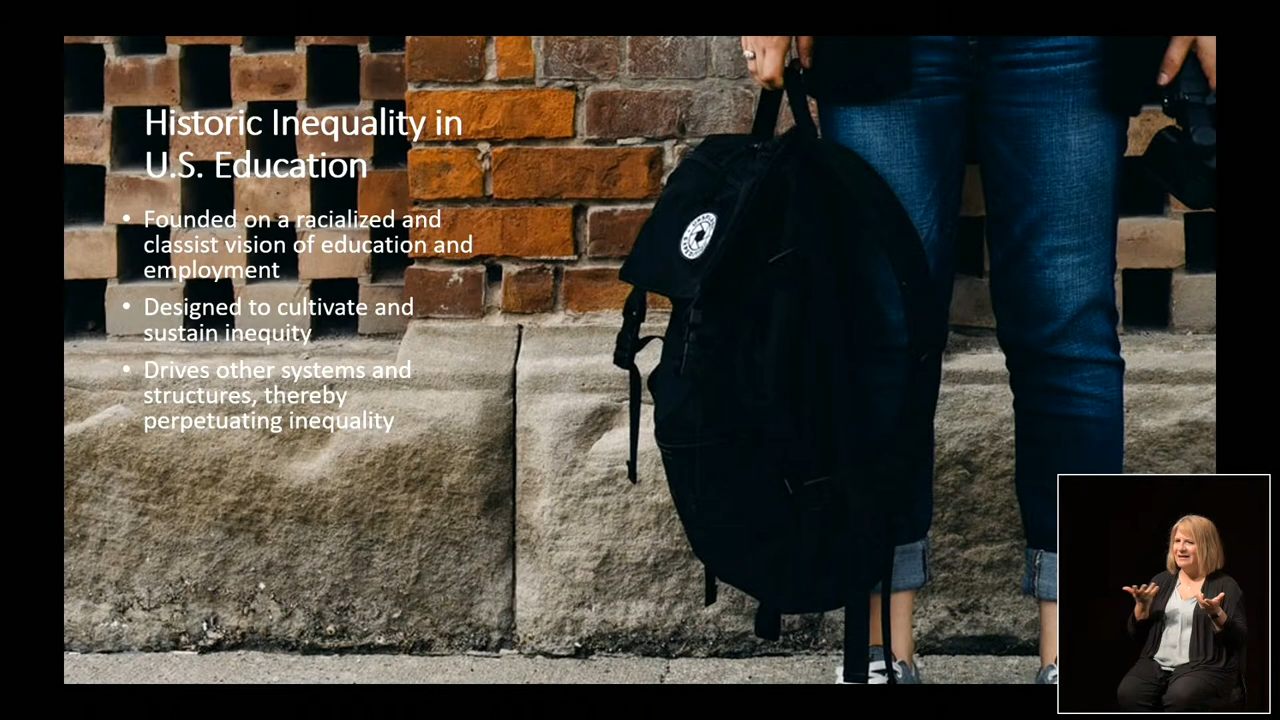 Historic Inequality in
U.S. Education
• Founded on a racialized and
classist vision of education and
employment
• Designed to cultivate and
sustain inequity
• Drives other systems and
structures, thereby
perpetuating inequality